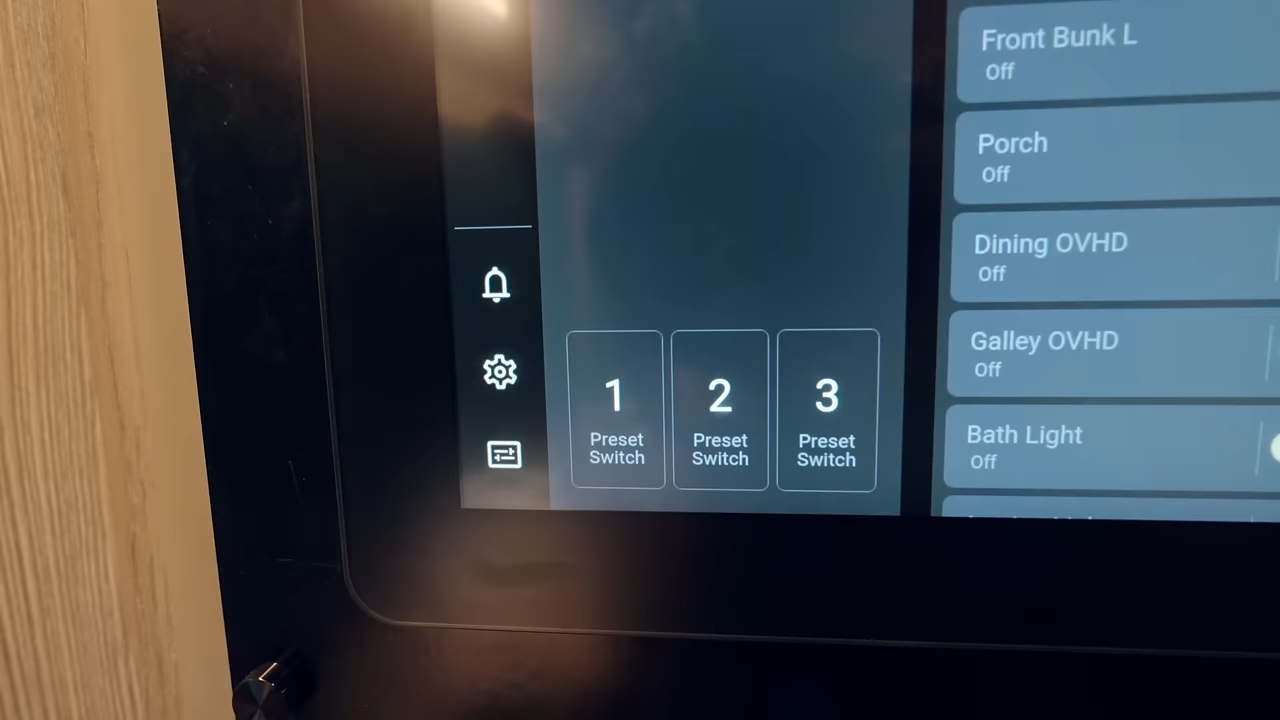 1
Preset
Switch
2
Preset
Switch
3
Preset
Switch
Front Bunk L
Off
Porch
Off
Dining OVHD
Off
Galley OVHD
Off
Bath Light
Off